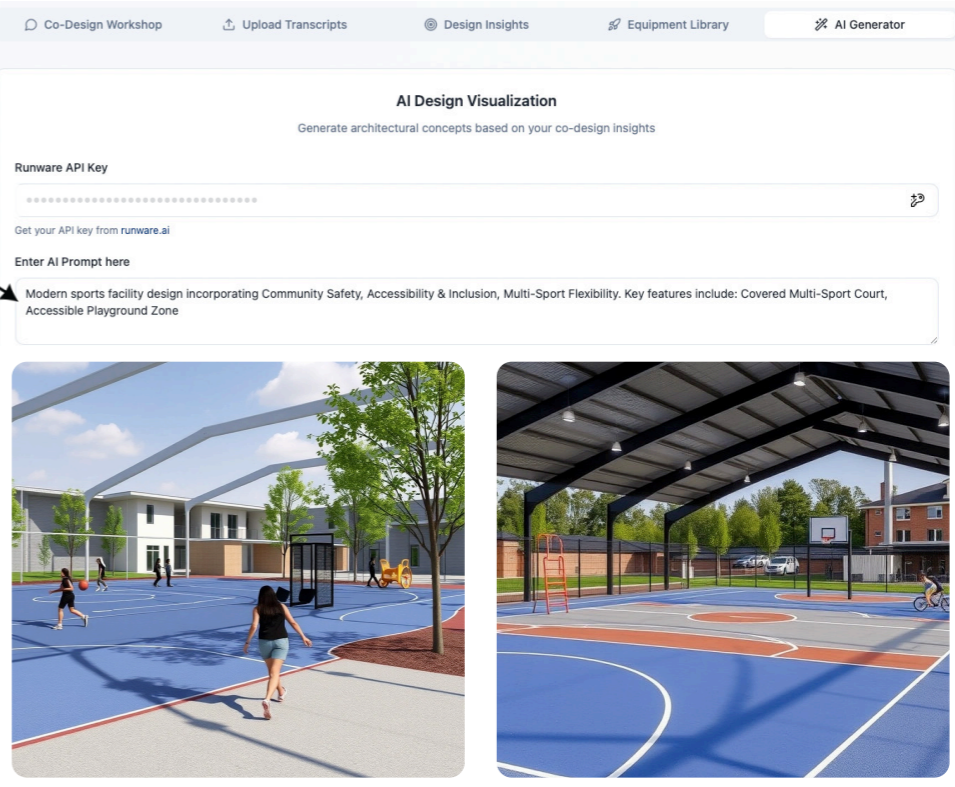 Co-Design Workshop
Upload Transcripts
Design Insights
Equipment Library
AI Generator
AI Design Visualization
Generate architectural concepts based on your co-design insights
Runware API Key
Get your API key from runware.ai
Enter AI Prompt here
Modern sports facility design incorporating Community Safety, Accessibility & Inclusion, Multi-Sport Flexibility. Key features include: Covered Multi-Sport Court,
Accessible Playground Zone